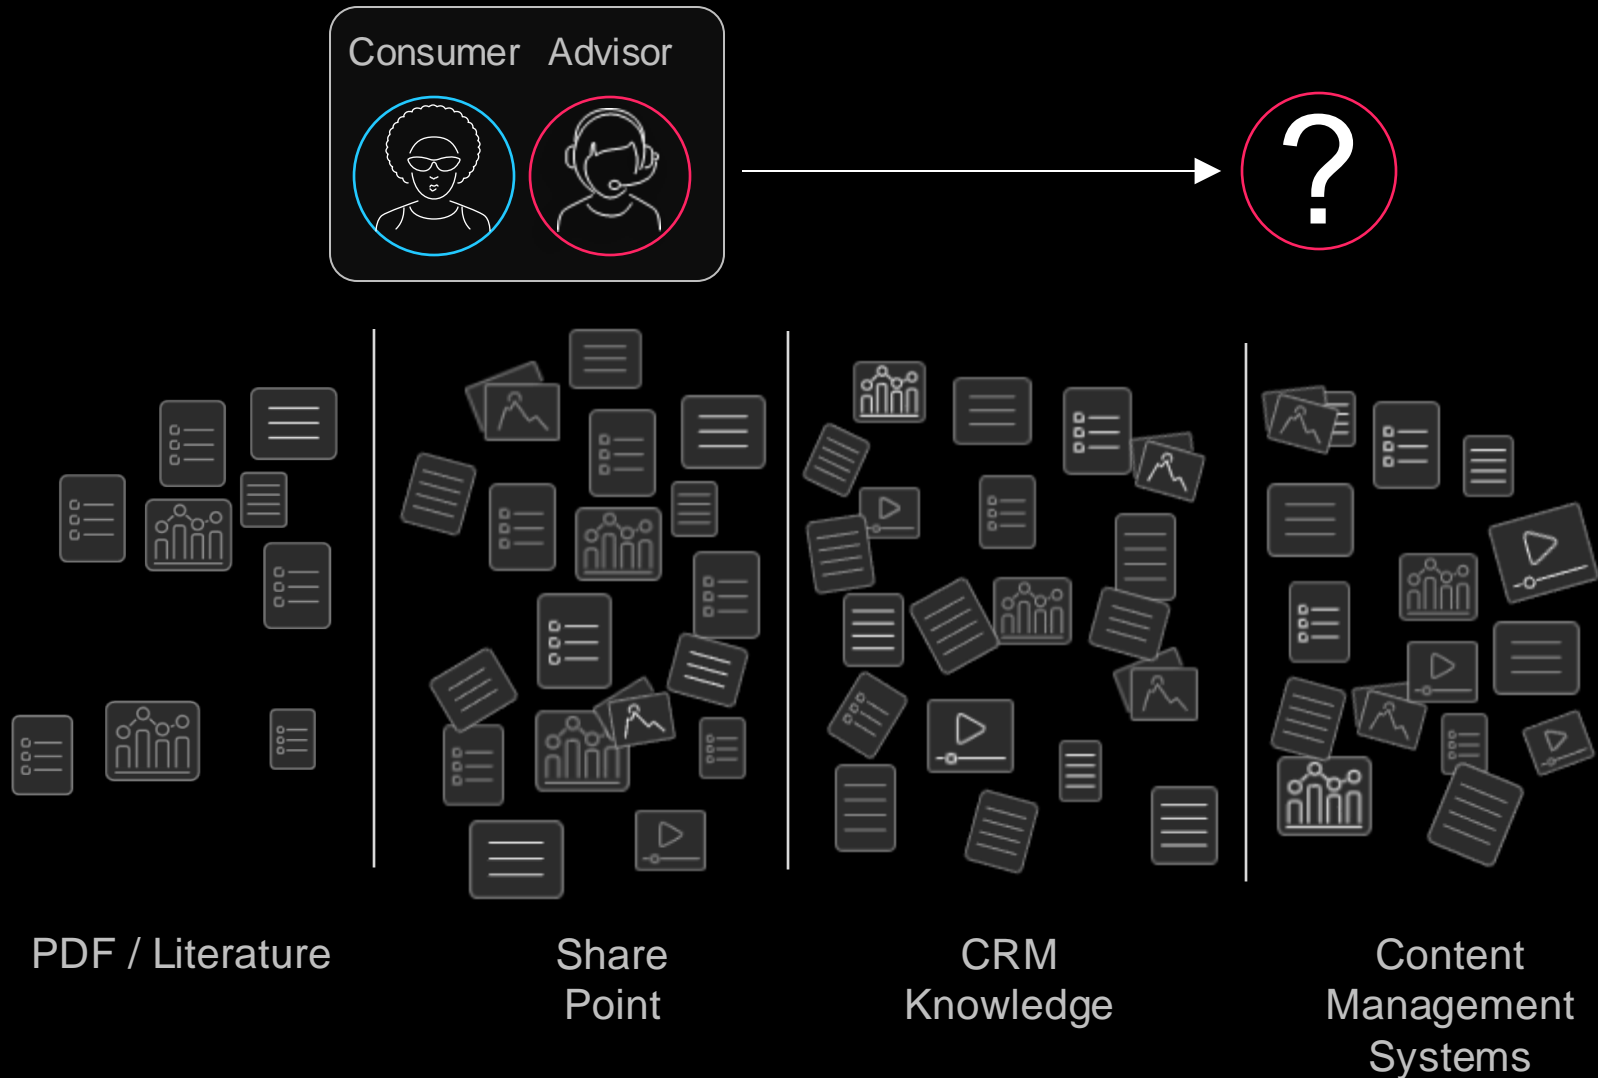 Consumer Advisor
?
PDF / Literature
Share
Point
CRM
Knowledge
Content
Management
Systems